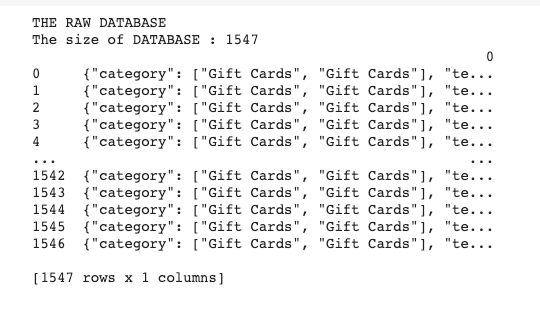 THE RAW DATABASE
The size of DATABASE : 1547
0
0 {"category": ["Gift Cards", "Gift Cards"], "te...
1 {"category": ["Gift Cards", "Gift Cards"], "te...
2 {"category": ["Gift Cards", "Gift Cards"], "te...
3 {"category": ["Gift Cards", "Gift Cards"], "te...
4 {"category": ["Gift Cards", "Gift Cards"], "te...
... ...
1542 {"category": ["Gift Cards", "Gift Cards"], "te...
1543 {"category": ["Gift Cards", "Gift Cards"], "te...
1544 {"category": ["Gift Cards", "Gift Cards"], "te...
1545 {"category": ["Gift Cards", "Gift Cards"], "te...
1546 {"category": ["Gift Cards", "Gift Cards"], "te...
[1547 rows x 1 columns]